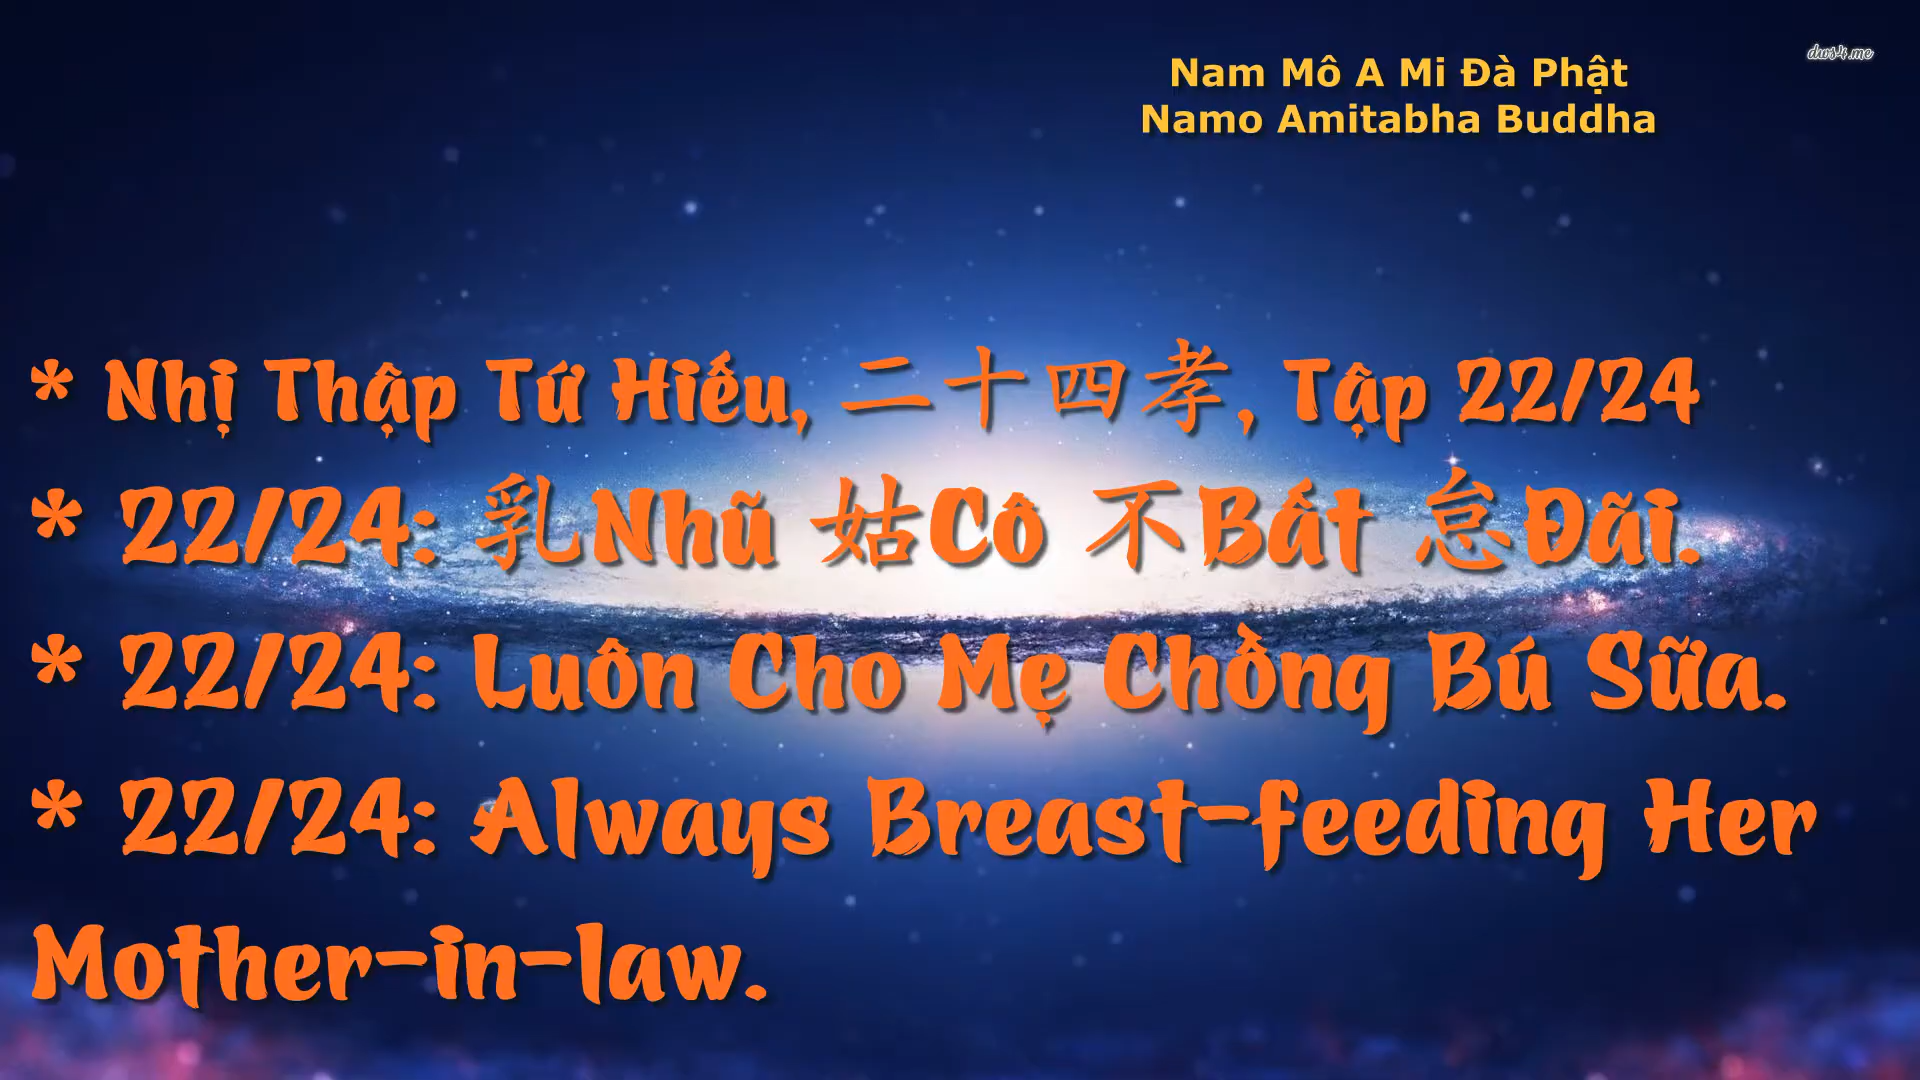 dws4.me
Nam Mô A Mi Đà Phật
Namo Amitabha Buddha
* Nhị Thập Tứ Hiếu, 二十四孝, Tập 22/24
* 22/24: 乳Nhũ 姑Cô 不Bất 怠Đãi.
* 22/24: Luôn Cho Mẹ Chồng Bú Sữa.
* 22/24: Always Breast-feeding Her
Mother-in-law.